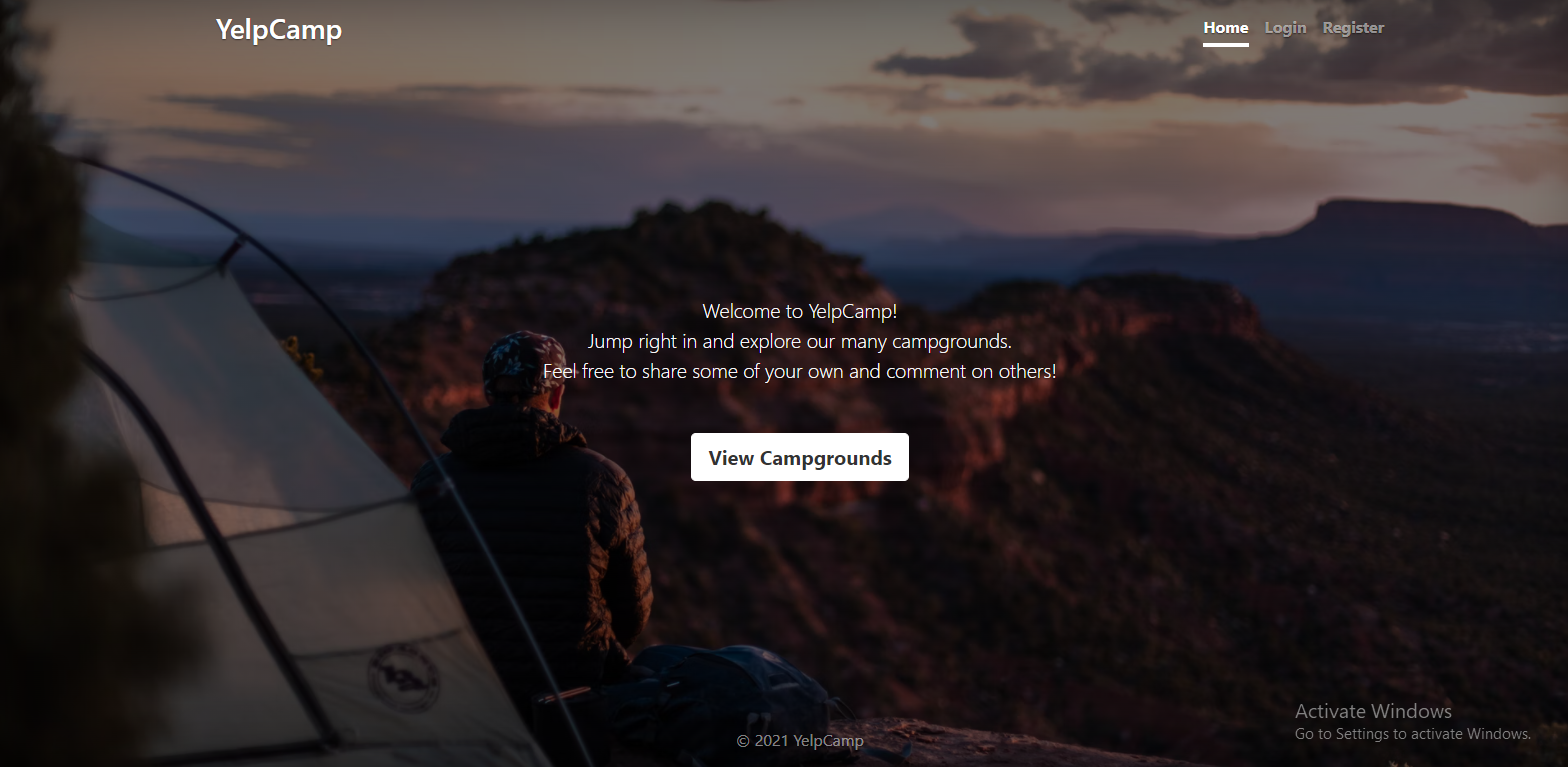 YelpCamp
Home Login Register
Welcome to YelpCamp!
Jump right in and explore our many campgrounds.
Feel free to share some of your own and comment on others!
View Campgrounds
Activate Windows
Go to Settings to activate Windows.
© 2021 YelpCamp